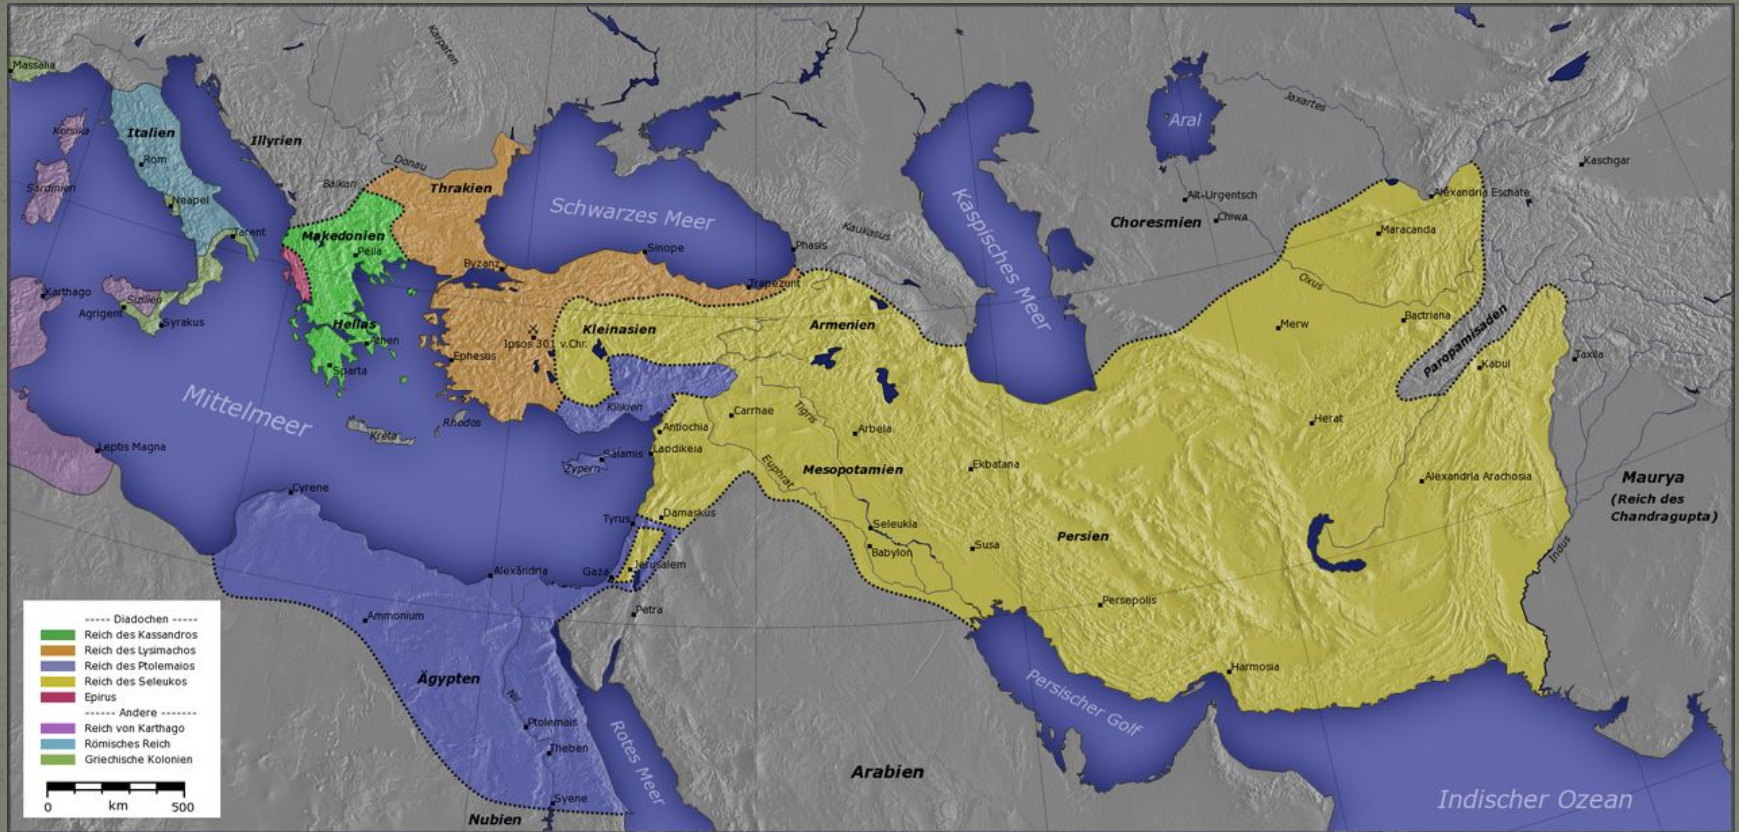 Massalia
Karpaten
Korsika
Italien
Rom
Illyrien
Donau
Balkan
Thrakien
Sardinien
Neapel
Tarent
Makedonien
Pella
Byzanz
Schwarzes Meer
Sinope
Phasis
Kaukasus
Trapezunt
Kaspisches Meer
Aral
Jaxartes
Kaschgar
Alt-Urgentsch
Chiwa
Choresmien
Alexandria Eschate
Maracanda
Oxus
Karthago
Sizilien
Agrigent
Syrakus
Hellas
Athen
Sparta
Ephesus
Ipsos 301 v.Chr.
Kleinasien
Armenien
Merw
Bactriana
Paropamisaden
Kabul
Taxila
Mittelmeer
Kreta
Rhodos
Kilikien
Carrhae
Tigris
Arbela
Herat
Leptis Magna
Antiochia
Laodikeia
Salamis
Zypern
Euphrat
Mesopotamien
Ekbatana
Alexandria Arachosia
Maurya
(Reich des
Chandragupta)
Cyrene
Tyrus
Damaskus
Seleukia
Babylon
Susa
Persien
Indus
Alexandria
Gaza
Jerusalem
Petra
Persepolis
Ammonium
Ägypten
Nil
Ptolemais
Theben
Syene
Nubien
Rotes Meer
Arabien
Persischer Golf
Harmosia
Indischer Ozean
----- Diadochen -----
Reich des Kassandros
Reich des Lysimachos
Reich des Ptolemaios
Reich des Seleukos
Epirus
------ Andere ------
Reich von Karthago
Römisches Reich
Griechische Kolonien
0 km 500